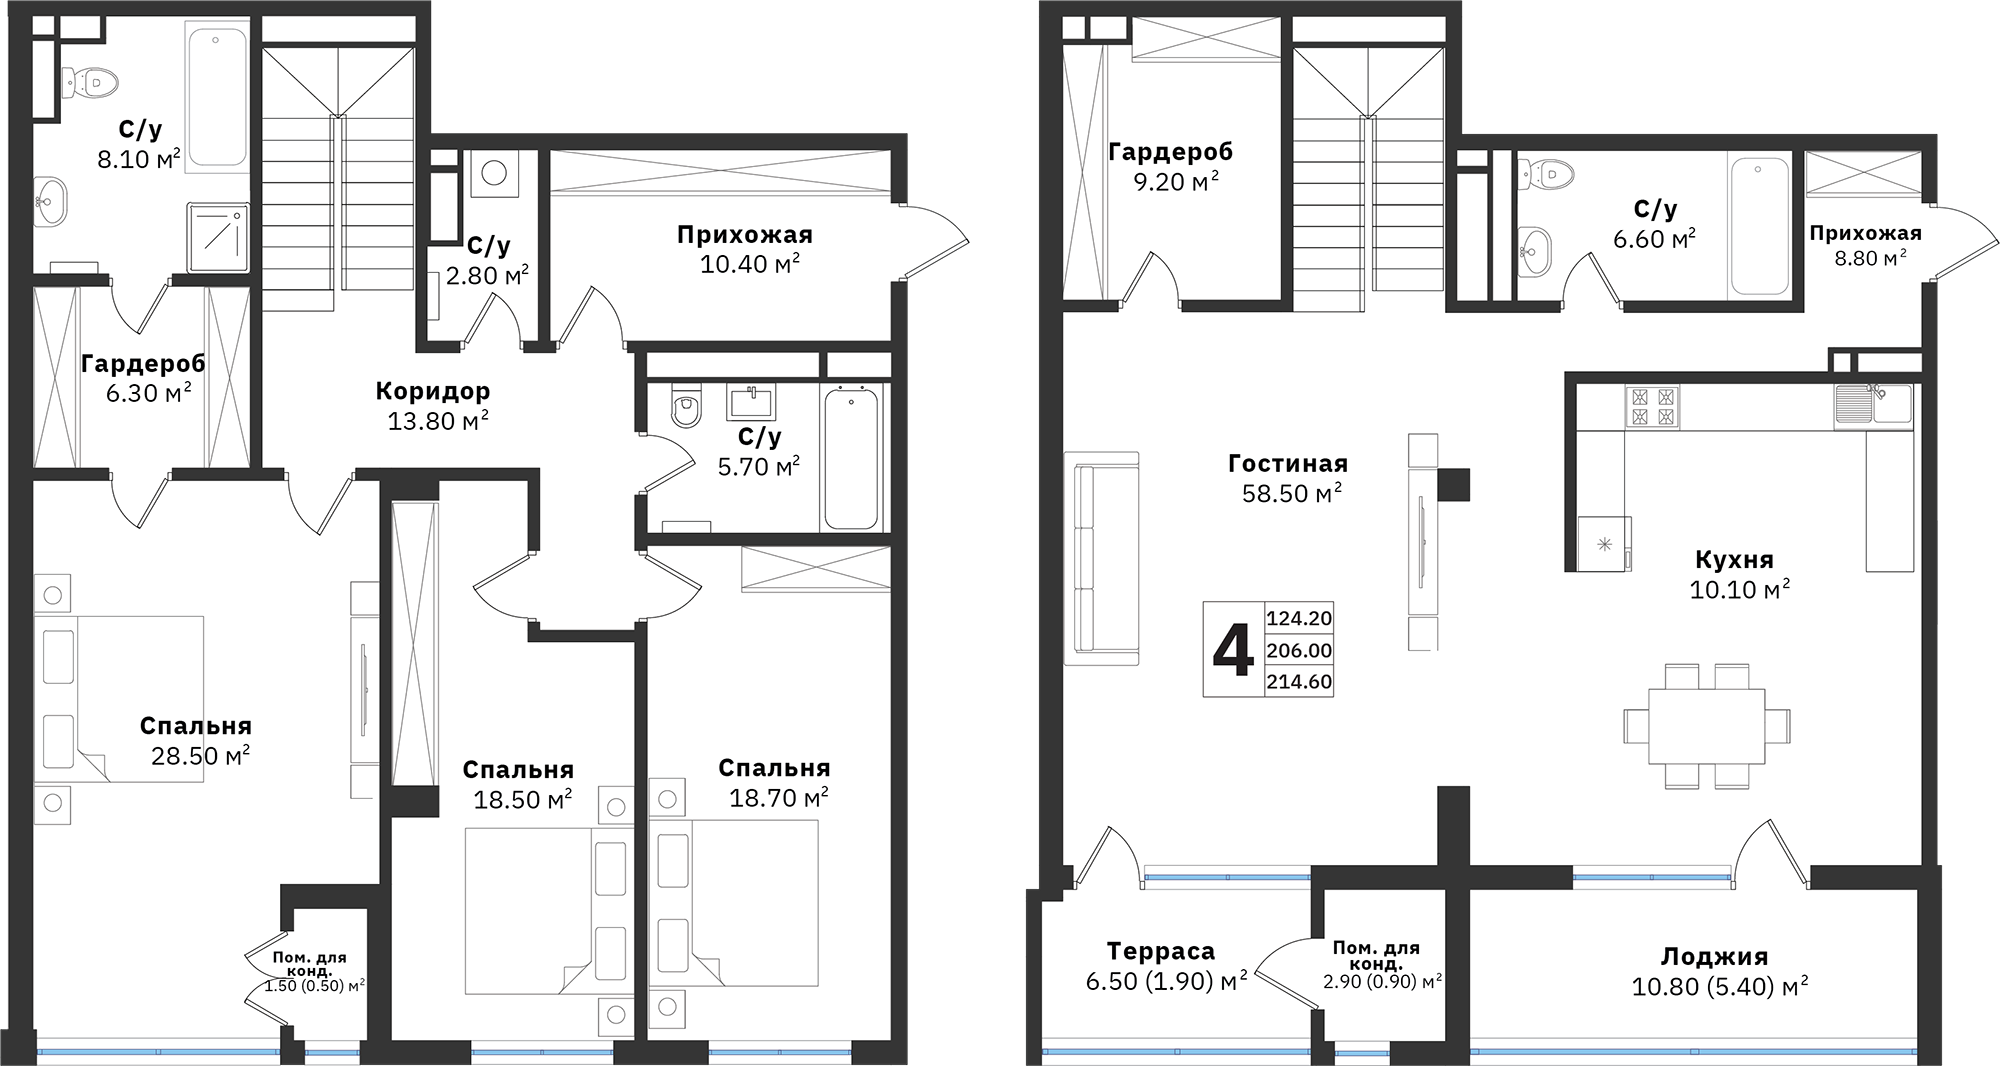 С/у
8.10 м²
С/у
2.80 м²
Прихожая
10.40 м²
Гардероб
6.30 м²
Коридор
13.80 м²
С/у
5.70 м²
Спальня
28.50 м²
Спальня
18.50 м²
Спальня
18.70 м²
Пом. для
конд.
1.50 (0.50) м²
Гардероб
9.20 м²
С/у
6.60 м²
Прихожая
8.80 м²
Гостиная
58.50 м²
Кухня
10.10 м²
4
124.20
206.00
214.60
Терраса
6.50 (1.90) м²
Пом. для
конд.
2.90 (0.90) м²
Лоджия
10.80 (5.40) м²